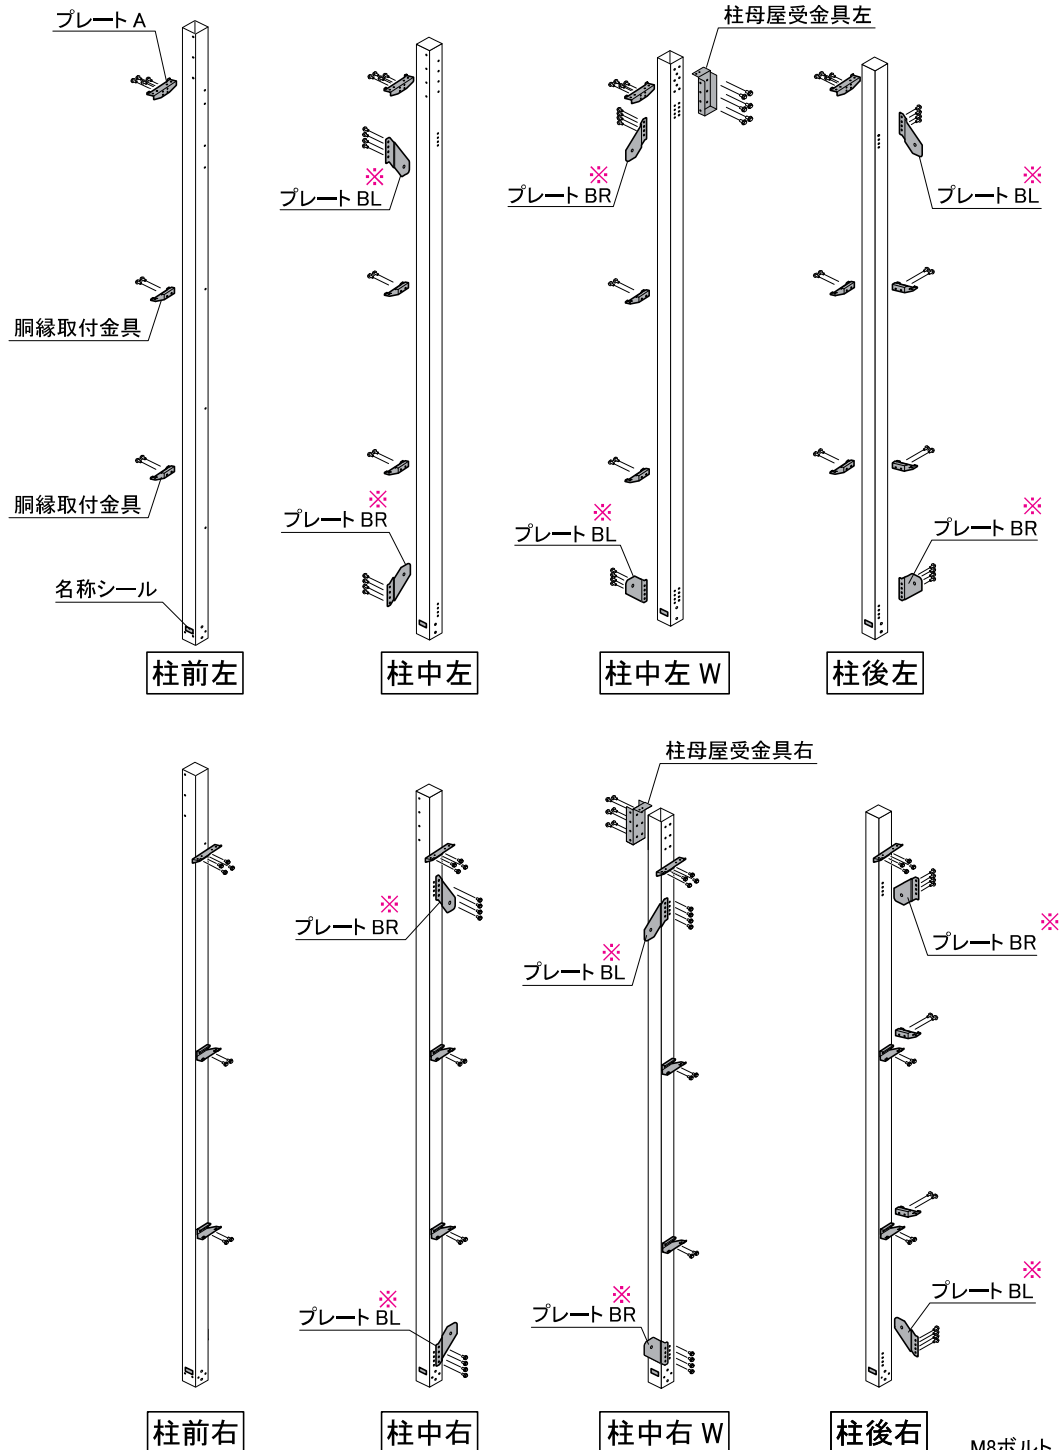 プレート A
柱母屋受金具左
※
プレート BL
※
プレート BR
※
プレート BL
胴縁取付金具
胴縁取付金具
※
プレート BR
※
プレート BL
※
プレート BR
名称シール
柱前左
柱中左
柱中左 W
柱後左
柱母屋受金具右
※
プレート BR
※
プレート BL
※
プレート BR
※
プレート BL
※
プレート BR
※
プレート BL
柱前右
柱中右
柱中右 W
柱後右
M8ボルト